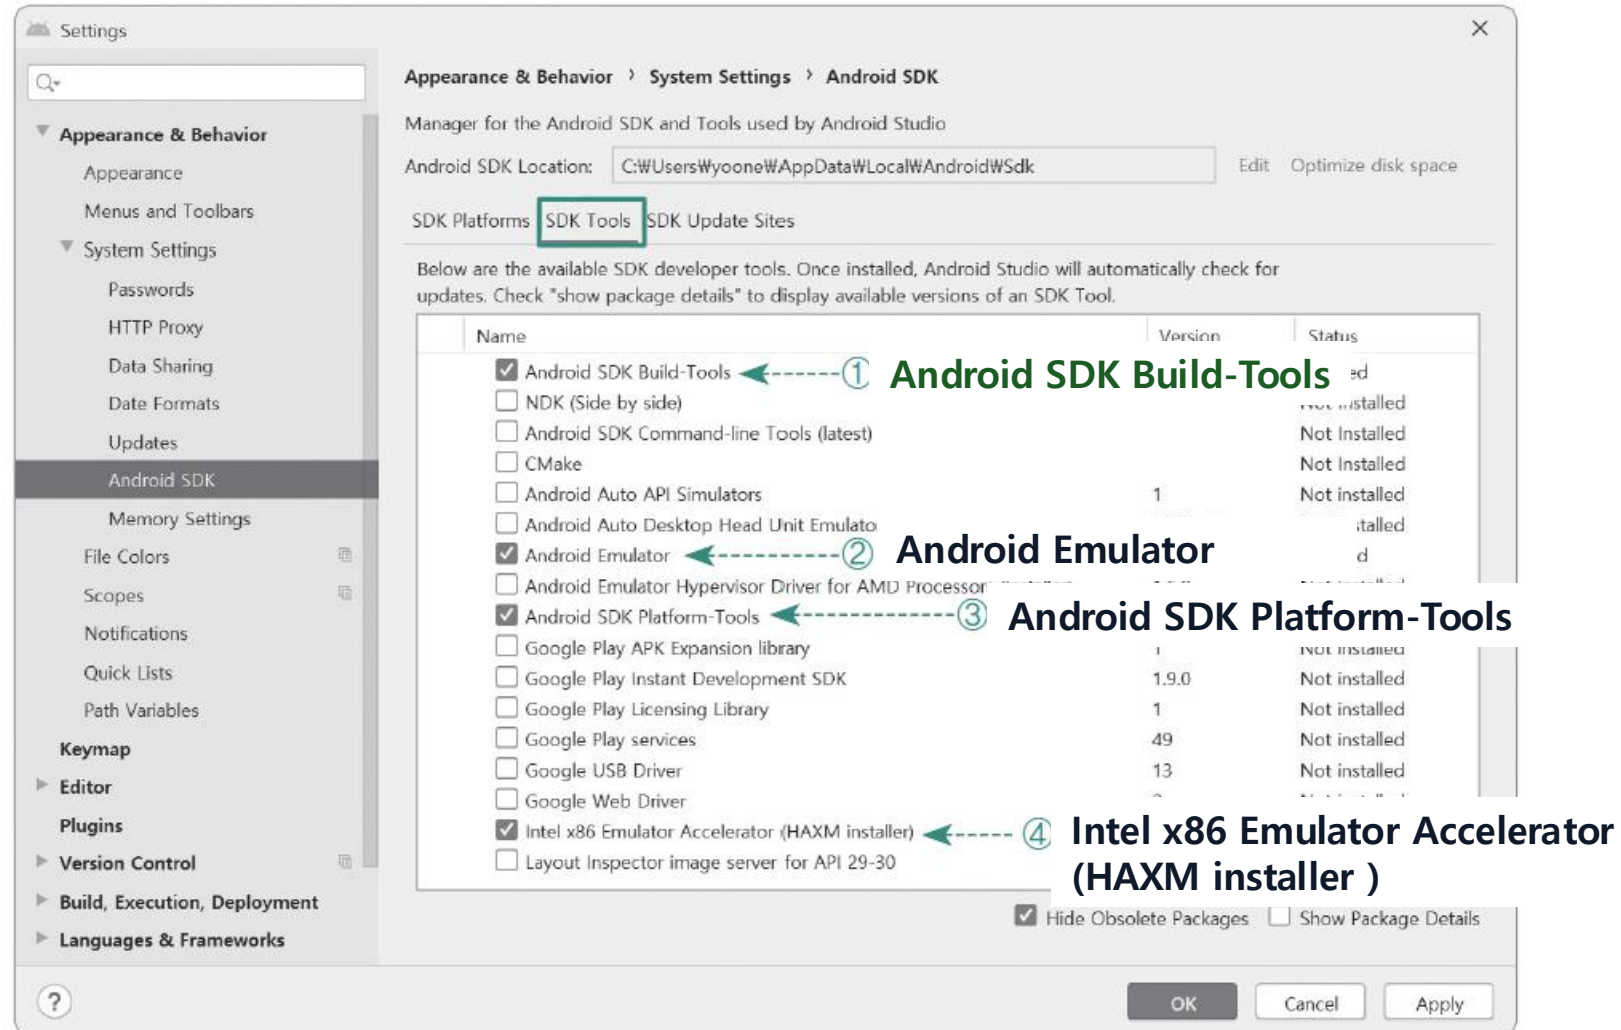 Settings
Appearance & Behavior
Appearance
Menus and Toolbars
System Settings
Passwords
HTTP Proxy
Data Sharing
Date Formats
Updates
Android SDK
Memory Settings
File Colors
Scopes
Notifications
Quick Lists
Path Variables
Keymap
Editor
Plugins
Version Control
Build, Execution, Deployment
Languages & Frameworks
Appearance & Behavior › System Settings › Android SDK
Manager for the Android SDK and Tools used by Android Studio
Android SDK Location: C:₩Users₩yoone₩AppData₩Local₩Android₩Sdk Edit Optimize disk space
SDK Platforms SDK Tools SDK Update Sites
Below are the available SDK developer tools. Once installed, Android Studio will automatically check for
updates. Check "show package details" to display available versions of an SDK Tool.
Name Version Status
Android SDK Build-Tools ① Android SDK Build-Tools
NDK (Side by side) Not installed
Android SDK Command-line Tools (latest) Not Installed
CMake Not Installed
Android Auto API Simulators 1 Not installed
Android Auto Desktop Head Unit Emulato
Android Emulator ② Android Emulator
Android Emulator Hypervisor Driver for AMD Processor
Android SDK Platform-Tools ③ Android SDK Platform-Tools
Google Play APK Expansion library 1 Not installed
Google Play Instant Development SDK 1.9.0 Not installed
Google Play Licensing Library 1 Not installed
Google Play services 49 Not installed
Google USB Driver 13 Not installed
Google Web Driver
Intel x86 Emulator Accelerator (HAXM installer) ④ Intel x86 Emulator Accelerator
(HAXM installer )
Layout Inspector image server for API 29-30
Hide Obsolete Packages Show Package Details
? OK Cancel Apply